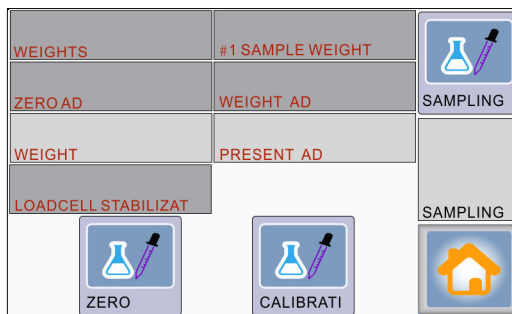 WEIGHTS
#1 SAMPLE WEIGHT
SAMPLING
ZERO AD
WEIGHT AD
WEIGHT
PRESENT AD
LOADCELL STABILIZAT
SAMPLING
ZERO
CALIBRATI